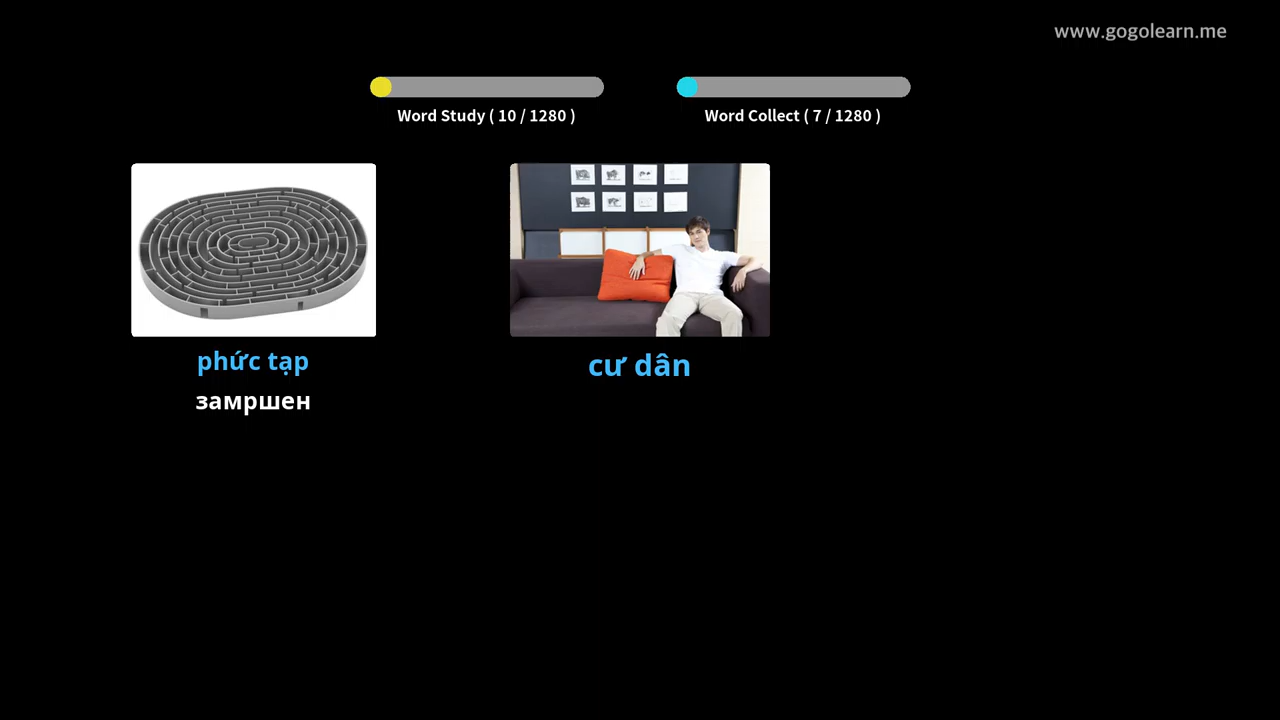 www.gogolearn.me
Word Study ( 10 / 1280 )
Word Collect ( 7 / 1280 )
phức tạp
замршен
cư dân